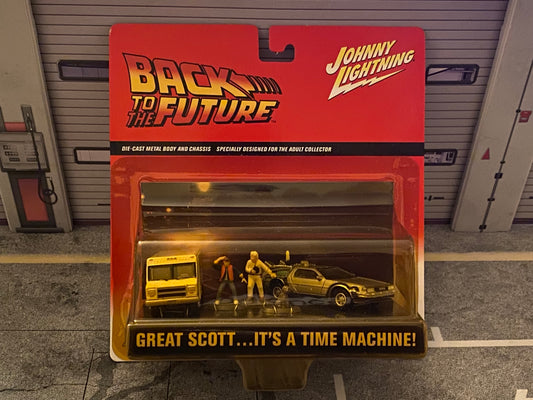 BACK
TO THE
FUTURE™
JOHNNY
LIGHTNING
DIE-CAST METAL BODY AND CHASSIS SPECIALLY DESIGNED FOR THE ADULT COLLECTOR
GREAT SCOTT...IT'S A TIME MACHINE!